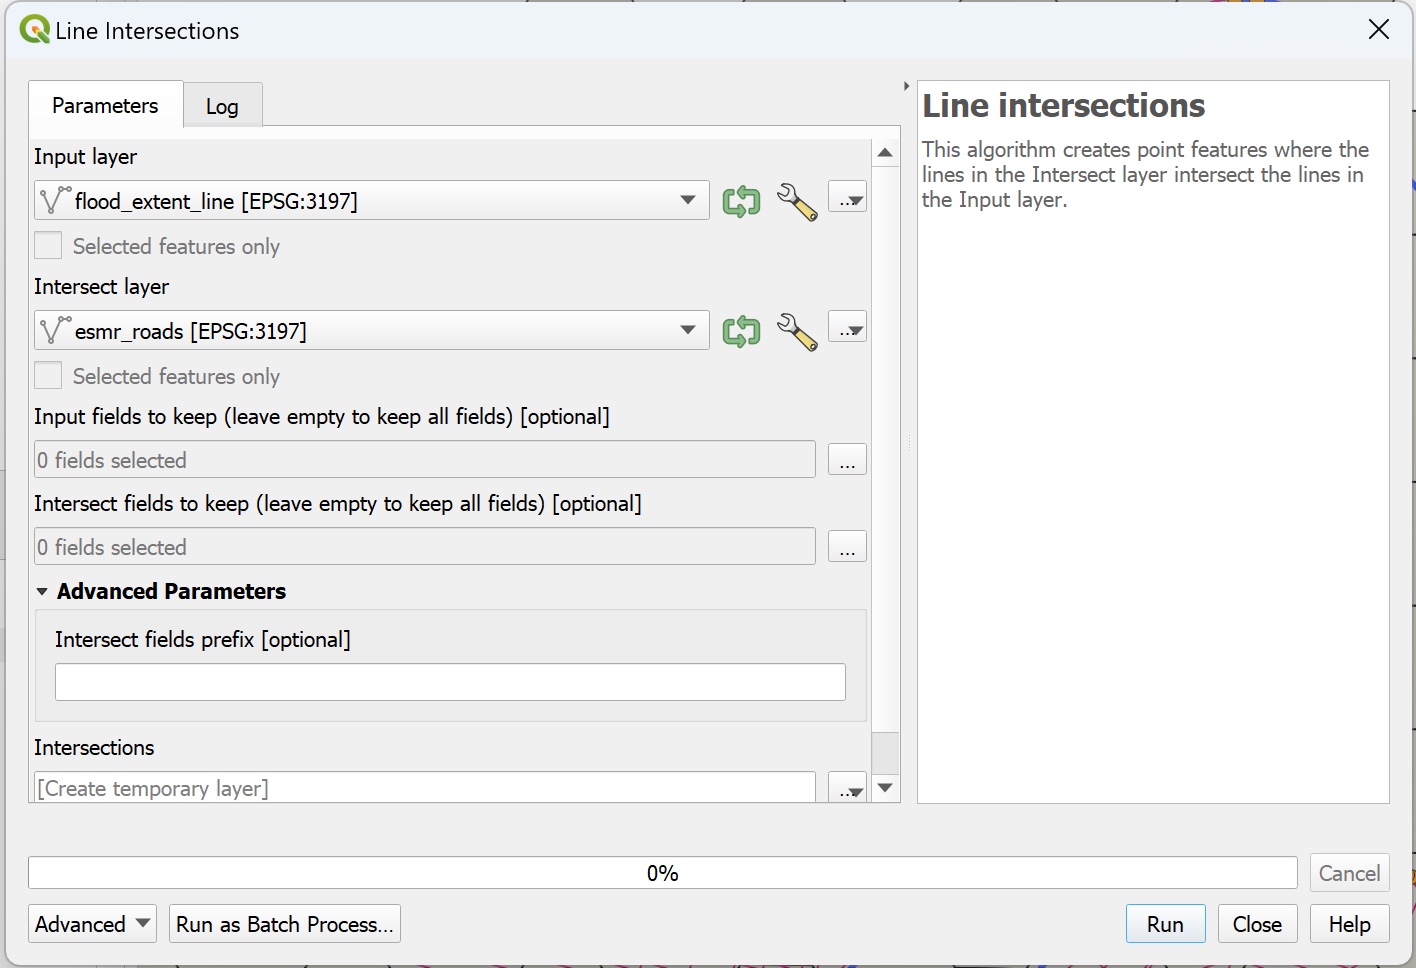 Line Intersections
Parameters
Log
Input layer
flood_extent_line [EPSG:3197]
...
Selected features only
Intersect layer
esmr_roads [EPSG:3197]
...
Selected features only
Input fields to keep (leave empty to keep all fields) [optional]
0 fields selected
...
Intersect fields to keep (leave empty to keep all fields) [optional]
0 fields selected
...
Advanced Parameters
Intersect fields prefix [optional]
Intersections
[Create temporary layer]
...
Line intersections
This algorithm creates point features where the
lines in the Intersect layer intersect the lines in
the Input layer.
0%
Cancel
Advanced
Run as Batch Process...
Run
Close
Help